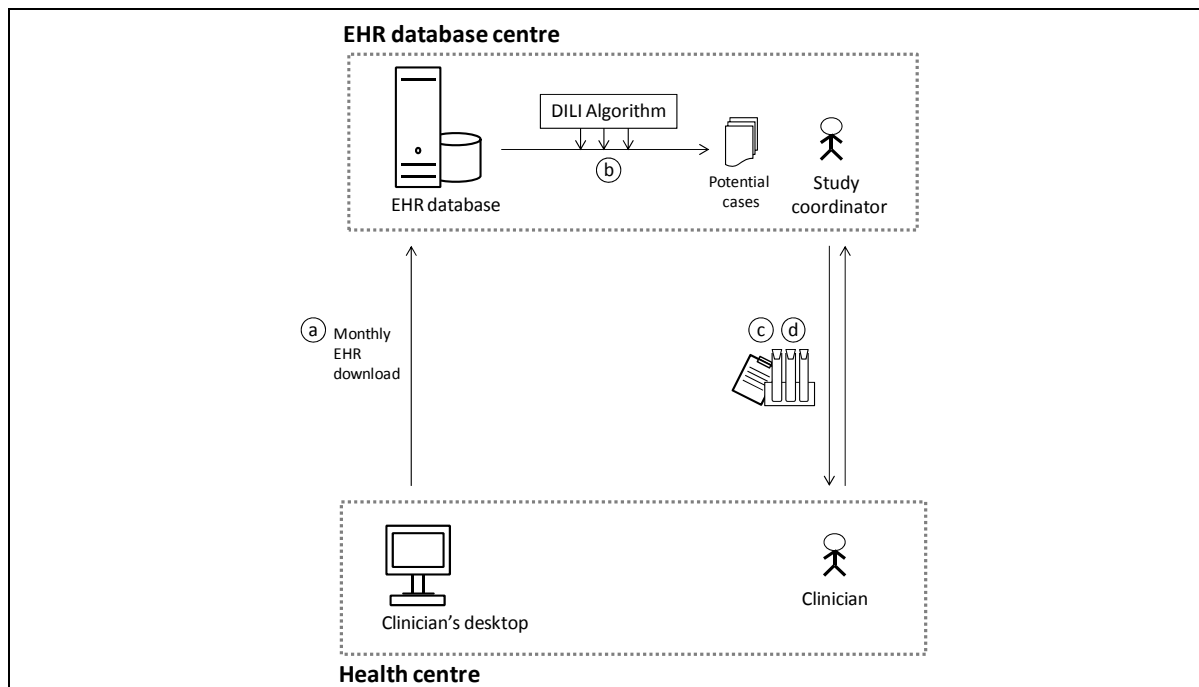 EHR database centre
DILI Algorithm
b
EHR database
Potential
cases
Study
coordinator
a
Monthly
EHR
download
c d
Clinician's desktop
Clinician
Health centre